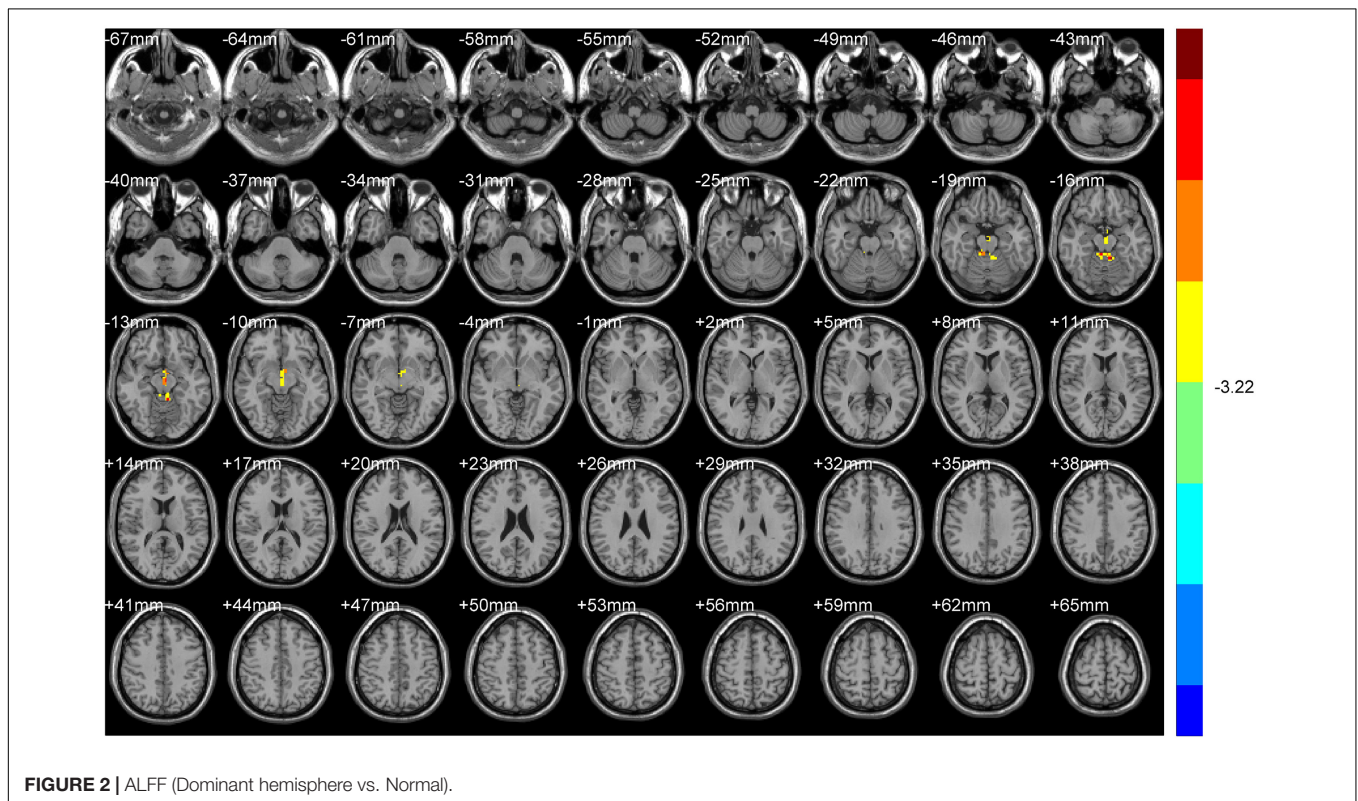 -67mm -64mm -61mm -58mm -55mm -52mm -49mm -46mm -43mm
-40mm -37mm -34mm -31mm -28mm -25mm -22mm -19mm -16mm
-13mm -10mm -7mm -4mm -1mm +2mm +5mm +8mm +11mm
-3.22
+14mm +17mm +20mm +23mm +26mm +29mm +32mm +35mm +38mm
+41mm +44mm +47mm +50mm +53mm +56mm +59mm +62mm +65mm
FIGURE 2 | ALFF (Dominant hemisphere vs. Normal).